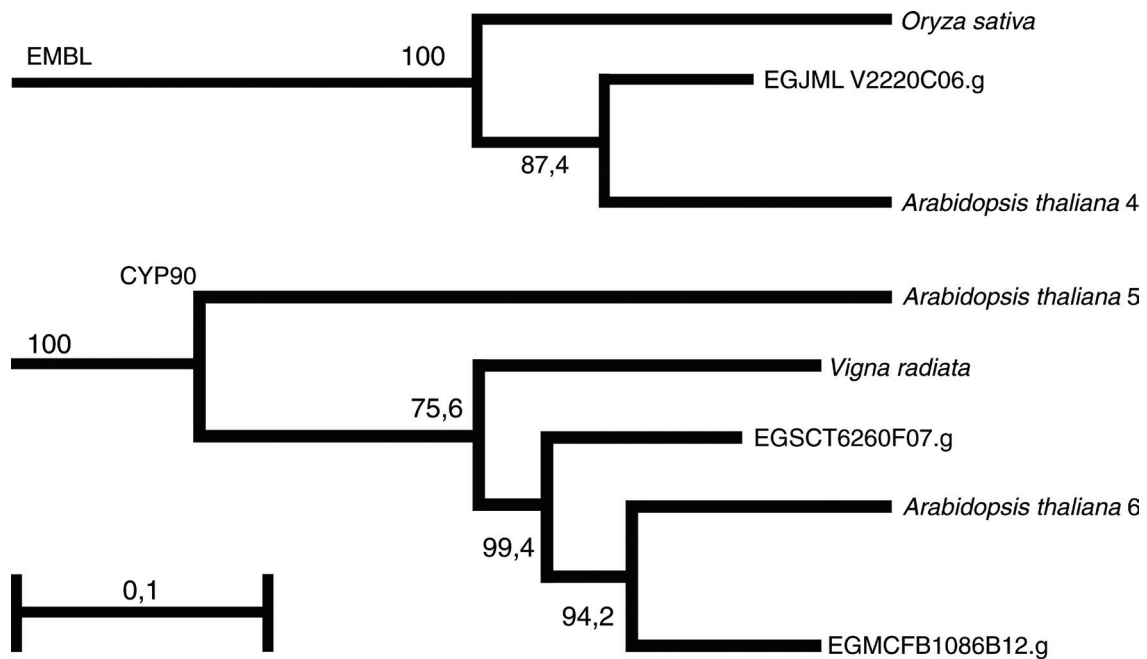 Oryza sativa
EMBL
100
EGJML V2220C06.g
87,4
Arabidopsis thaliana 4
CYP90
Arabidopsis thaliana 5
100
Vigna radiata
75,6
EGSCT6260F07.g
Arabidopsis thaliana 6
99,4
0,1
94,2
EGMCFB1086B12.g